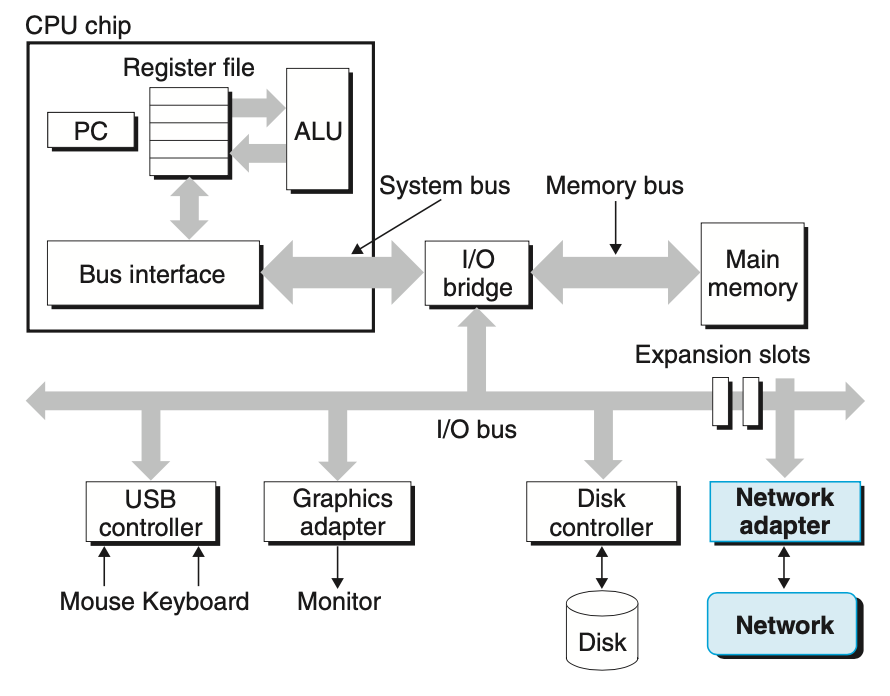 CPU chip
Register file
PC
ALU
System bus
Memory bus
Bus interface
I/O
bridge
Main
memory
Expansion slots
I/O bus
USB
controller
Graphics
adapter
Disk
controller
Network
adapter
Mouse Keyboard
Monitor
Disk
Network